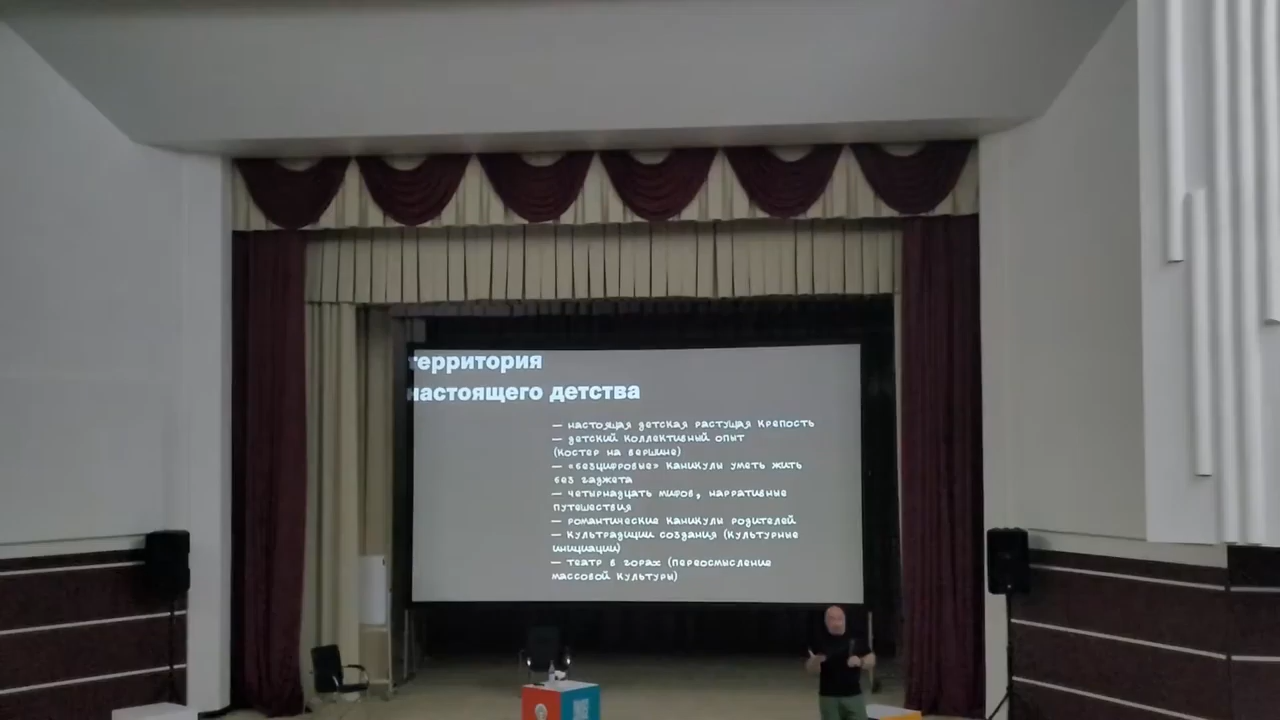 территория
настоящего детства
— настоящая детская растущая крепость
— детский коллективный опыт
(костер на вершине)
— «безцифровые» каникулы уметь жить
без гаджета
— четырнадцать миров, нарративные
путешествия
— романтические каникулы родителей
— культрадиции создания (культурные
инициации)
— театр в горах (переосмысление
массовой культуры)